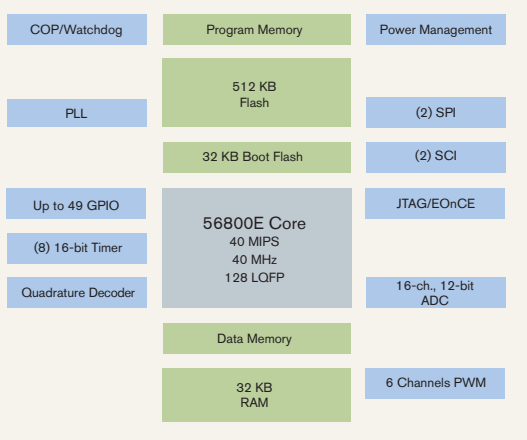 COP/Watchdog
Program Memory
Power Management
512 KB
Flash
PLL
(2) SPI
32 KB Boot Flash
(2) SCI
Up to 49 GPIO
56800E Core
40 MIPS
40 MHz
128 LQFP
JTAG/EOnCE
(8) 16-bit Timer
Quadrature Decoder
16-ch., 12-bit
ADC
Data Memory
32 KB
RAM
6 Channels PWM